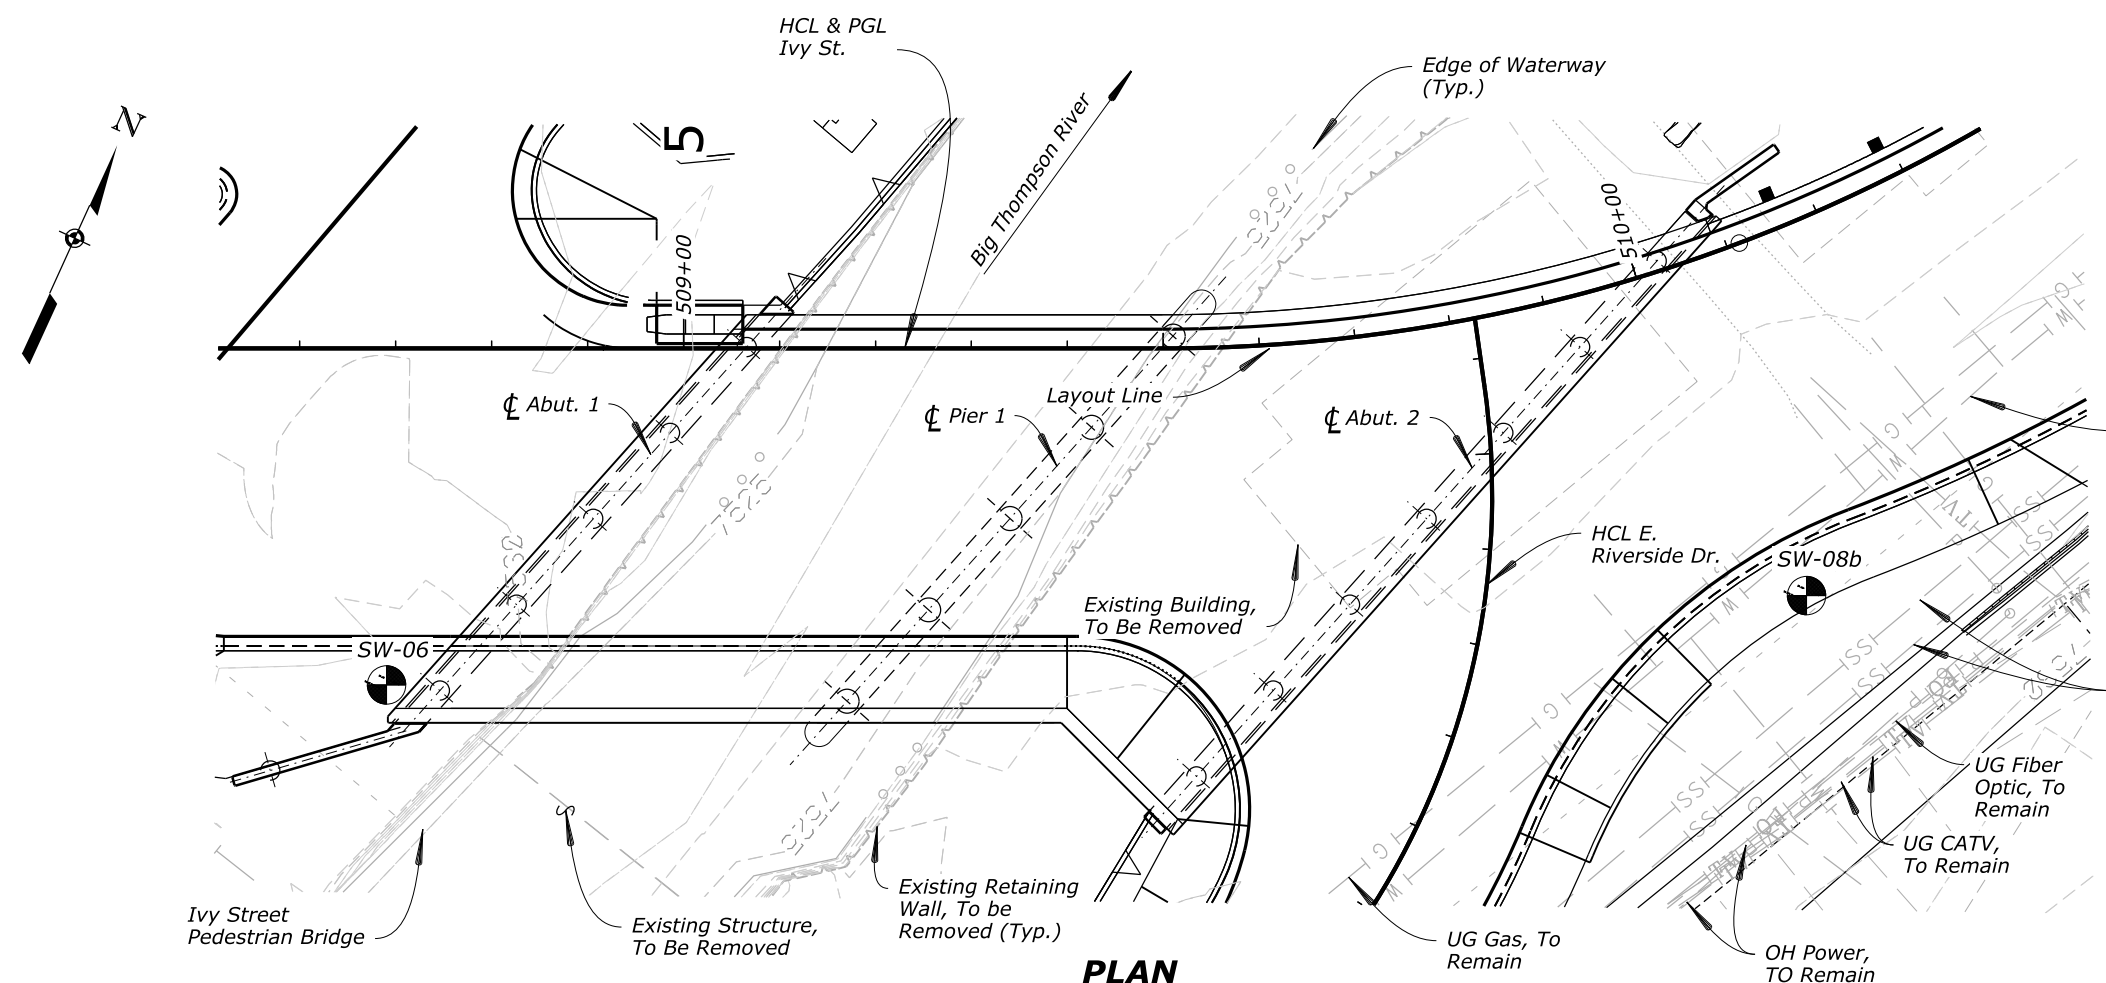 HCL & PGL
Ivy St.
Edge of Waterway
(Typ.)
N
5
Big Thompson River
7526
510+00
509+00
℄ Abut. 1
℄ Pier 1
Layout Line
℄ Abut. 2
7525
HCL E.
Riverside Dr.
SW-08b
Existing Building,
To Be Removed
SW-06
7525
UG Fiber
Optic, To
Remain
UG CATV,
To Remain
Ivy Street
Pedestrian Bridge
Existing Structure,
To Be Removed
Existing Retaining
Wall, To be
Removed (Typ.)
UG Gas, To
Remain
OH Power,
TO Remain
PLAN